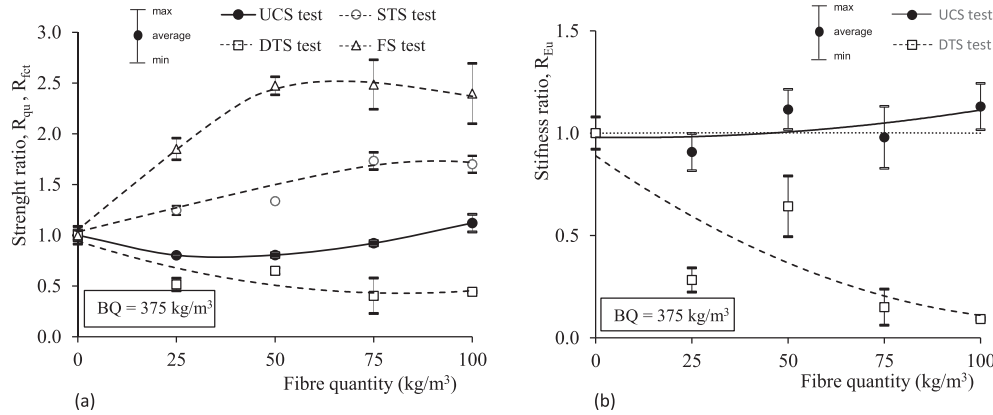 max
average
min
UCS test
STS test
DTS test
FS test
3.0
2.5
2.0
1.5
1.0
0.5
0.0
Strenght ratio, R_qu , R_fct
BQ = 375 kg/m³
0 25 50 75 100
Fibre quantity (kg/m³)
(a)
max
average
min
UCS test
DTS test
1.5
1.0
0.5
0.0
Stifness ratio, R_Eu
BQ = 375 kg/m³
0 25 50 75 100
Fibre quantity (kg/m³)
(b)